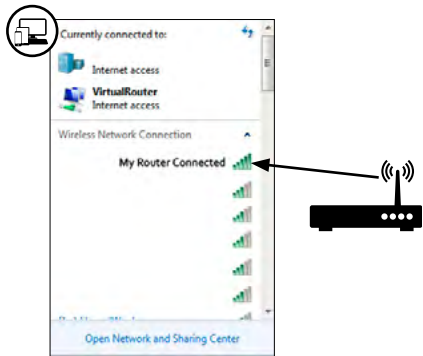 Currently connected to:
Internet access
VirtualRouter
Internet access
Wireless Network Connection
My Router Connected
Open Network and Sharing Center